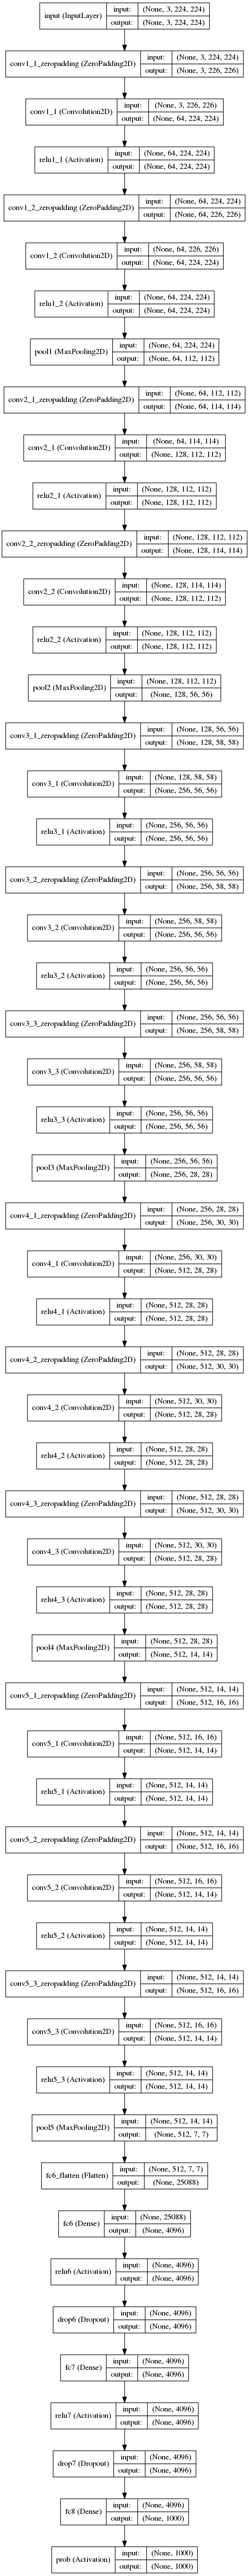 input (InputLayer) input: (None, 3, 224, 224)
output: (None, 3, 224, 224)
conv1_1_zeropadding (ZeroPadding2D) input: (None, 3, 224, 224)
output: (None, 3, 226, 226)
conv1_1 (Convolution2D) input: (None, 3, 226, 226)
output: (None, 64, 224, 224)
relu1_1 (Activation) input: (None, 64, 224, 224)
output: (None, 64, 224, 224)
conv1_2_zeropadding (ZeroPadding2D) input: (None, 64, 224, 224)
output: (None, 64, 226, 226)
conv1_2 (Convolution2D) input: (None, 64, 226, 226)
output: (None, 64, 224, 224)
relu1_2 (Activation) input: (None, 64, 224, 224)
output: (None, 64, 224, 224)
pool1 (MaxPooling2D) input: (None, 64, 224, 224)
output: (None, 64, 112, 112)
conv2_1_zeropadding (ZeroPadding2D) input: (None, 64, 112, 112)
output: (None, 64, 114, 114)
conv2_1 (Convolution2D) input: (None, 64, 114, 114)
output: (None, 128, 112, 112)
relu2_1 (Activation) input: (None, 128, 112, 112)
output: (None, 128, 112, 112)
conv2_2_zeropadding (ZeroPadding2D) input: (None, 128, 112, 112)
output: (None, 128, 114, 114)
conv2_2 (Convolution2D) input: (None, 128, 114, 114)
output: (None, 128, 112, 112)
relu2_2 (Activation) input: (None, 128, 112, 112)
output: (None, 128, 112, 112)
pool2 (MaxPooling2D) input: (None, 128, 112, 112)
output: (None, 128, 56, 56)
conv3_1_zeropadding (ZeroPadding2D) input: (None, 128, 56, 56)
output: (None, 128, 58, 58)
conv3_1 (Convolution2D) input: (None, 128, 58, 58)
output: (None, 256, 56, 56)
relu3_1 (Activation) input: (None, 256, 56, 56)
output: (None, 256, 56, 56)
conv3_2_zeropadding (ZeroPadding2D) input: (None, 256, 56, 56)
output: (None, 256, 58, 58)
conv3_2 (Convolution2D) input: (None, 256, 58, 58)
output: (None, 256, 56, 56)
relu3_2 (Activation) input: (None, 256, 56, 56)
output: (None, 256, 56, 56)
conv3_3_zeropadding (ZeroPadding2D) input: (None, 256, 56, 56)
output: (None, 256, 58, 58)
conv3_3 (Convolution2D) input: (None, 256, 58, 58)
output: (None, 256, 56, 56)
relu3_3 (Activation) input: (None, 256, 56, 56)
output: (None, 256, 56, 56)
pool3 (MaxPooling2D) input: (None, 256, 56, 56)
output: (None, 256, 28, 28)
conv4_1_zeropadding (ZeroPadding2D) input: (None, 256, 28, 28)
output: (None, 256, 30, 30)
conv4_1 (Convolution2D) input: (None, 256, 30, 30)
output: (None, 512, 28, 28)
relu4_1 (Activation) input: (None, 512, 28, 28)
output: (None, 512, 28, 28)
conv4_2_zeropadding (ZeroPadding2D) input: (None, 512, 28, 28)
output: (None, 512, 30, 30)
conv4_2 (Convolution2D) input: (None, 512, 30, 30)
output: (None, 512, 28, 28)
relu4_2 (Activation) input: (None, 512, 28, 28)
output: (None, 512, 28, 28)
conv4_3_zeropadding (ZeroPadding2D) input: (None, 512, 28, 28)
output: (None, 512, 30, 30)
conv4_3 (Convolution2D) input: (None, 512, 30, 30)
output: (None, 512, 28, 28)
relu4_3 (Activation) input: (None, 512, 28, 28)
output: (None, 512, 28, 28)
pool4 (MaxPooling2D) input: (None, 512, 28, 28)
output: (None, 512, 14, 14)
conv5_1_zeropadding (ZeroPadding2D) input: (None, 512, 14, 14)
output: (None, 512, 16, 16)
conv5_1 (Convolution2D) input: (None, 512, 16, 16)
output: (None, 512, 14, 14)
relu5_1 (Activation) input: (None, 512, 14, 14)
output: (None, 512, 14, 14)
conv5_2_zeropadding (ZeroPadding2D) input: (None, 512, 14, 14)
output: (None, 512, 16, 16)
conv5_2 (Convolution2D) input: (None, 512, 16, 16)
output: (None, 512, 14, 14)
relu5_2 (Activation) input: (None, 512, 14, 14)
output: (None, 512, 14, 14)
conv5_3_zeropadding (ZeroPadding2D) input: (None, 512, 14, 14)
output: (None, 512, 16, 16)
conv5_3 (Convolution2D) input: (None, 512, 16, 16)
output: (None, 512, 14, 14)
relu5_3 (Activation) input: (None, 512, 14, 14)
output: (None, 512, 14, 14)
pool5 (MaxPooling2D) input: (None, 512, 14, 14)
output: (None, 512, 7, 7)
fc6_flatten (Flatten) input: (None, 512, 7, 7)
output: (None, 25088)
fc6 (Dense) input: (None, 25088)
output: (None, 4096)
relu6 (Activation) input: (None, 4096)
output: (None, 4096)
drop6 (Dropout) input: (None, 4096)
output: (None, 4096)
fc7 (Dense) input: (None, 4096)
output: (None, 4096)
relu7 (Activation) input: (None, 4096)
output: (None, 4096)
drop7 (Dropout) input: (None, 4096)
output: (None, 4096)
fc8 (Dense) input: (None, 4096)
output: (None, 1000)
prob (Activation) input: (None, 1000)
output: (None, 1000)